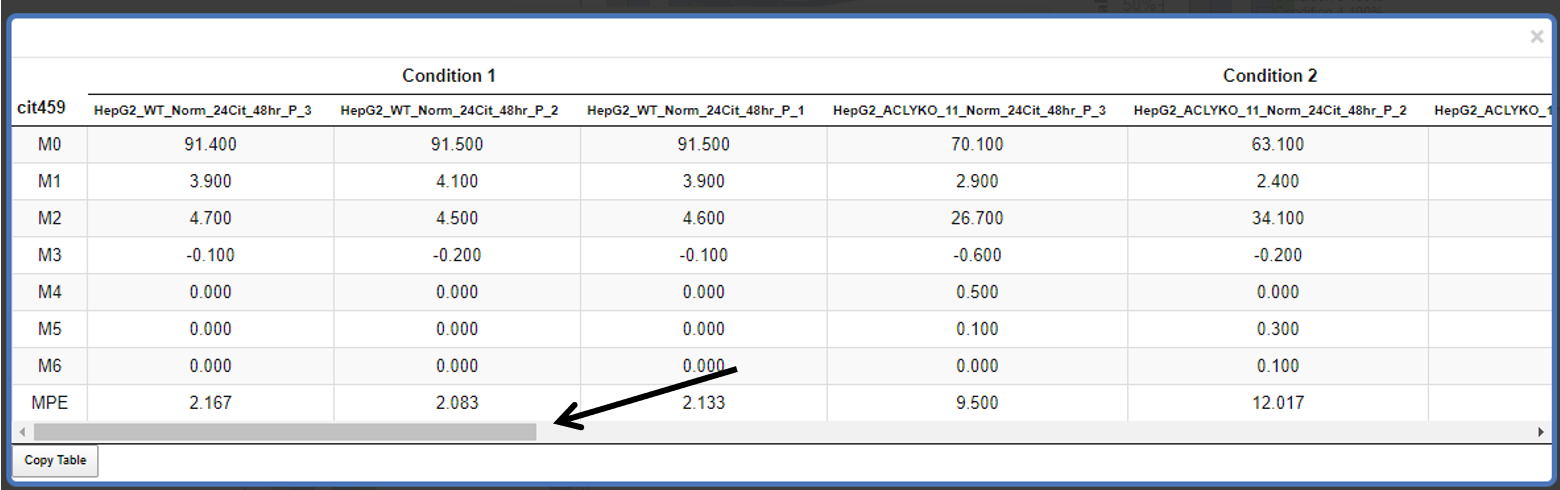 ×
Condition 1 Condition 2
cit459 HepG2_WT_Norm_24Cit_48hr_P_3 HepG2_WT_Norm_24Cit_48hr_P_2 HepG2_WT_Norm_24Cit_48hr_P_1 HepG2_ACLYKO_11_Norm_24Cit_48hr_P_3 HepG2_ACLYKO_11_Norm_24Cit_48hr_P_2 HepG2_ACLYKO_1
M0 91.400 91.500 91.500 70.100 63.100
M1 3.900 4.100 3.900 2.900 2.400
M2 4.700 4.500 4.600 26.700 34.100
M3 -0.100 -0.200 -0.100 -0.600 -0.200
M4 0.000 0.000 0.000 0.500 0.000
M5 0.000 0.000 0.000 0.100 0.300
M6 0.000 0.000 0.000 0.000 0.100
MPE 2.167 2.083 2.133 9.500 12.017
Copy Table